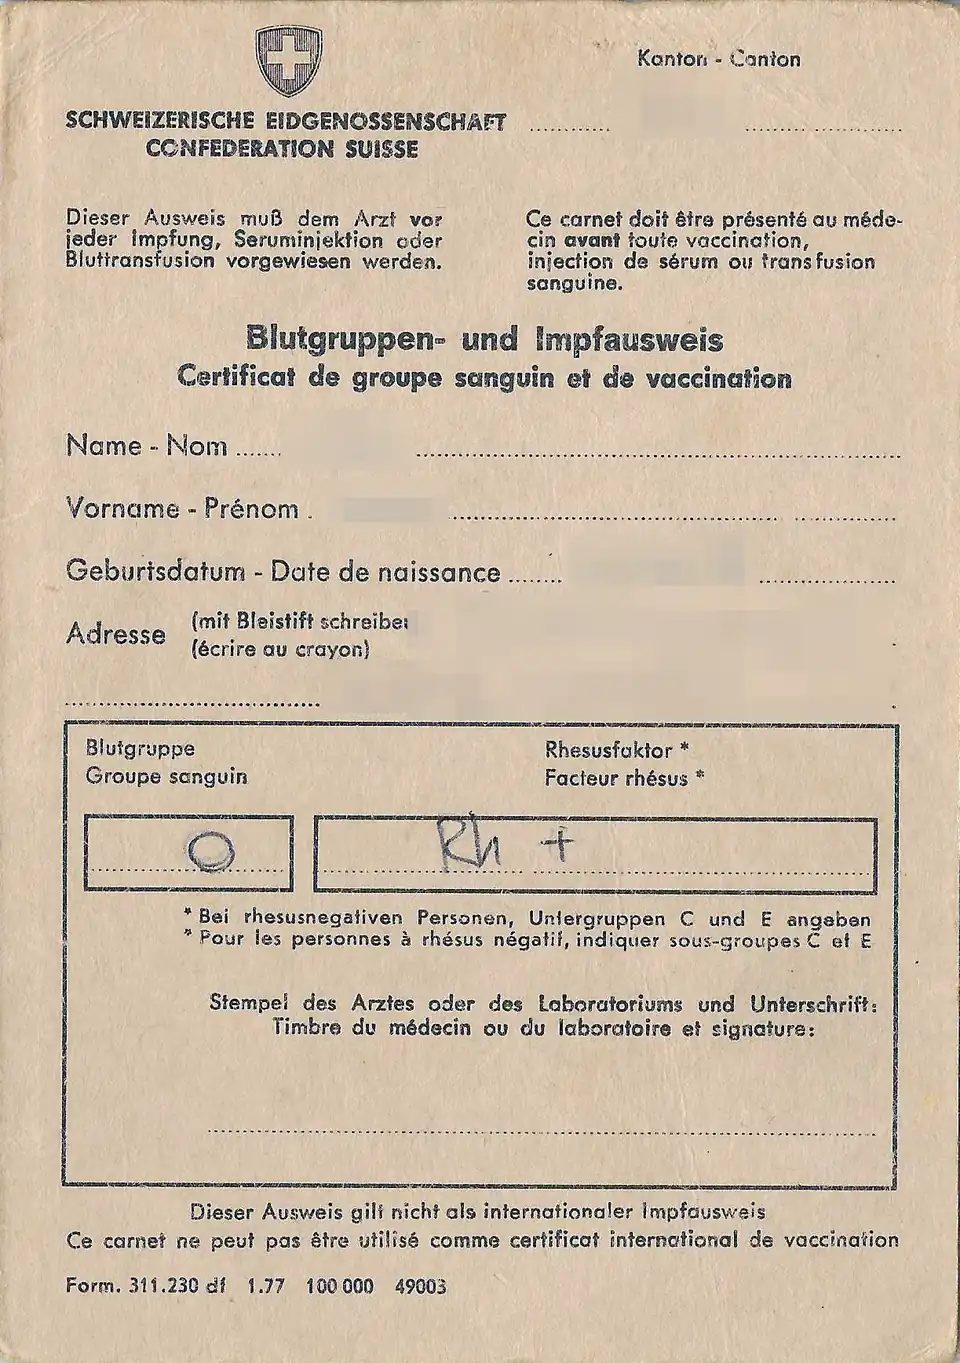 Kanton - Canton
SCHWEIZERISCHE EIDGENOSSENSCHAFT
CONFEDERATION SUISSE
Dieser Ausweis muß dem Arzt vor
jeder Impfung, Seruminjektion oder
Bluttransfusion vorgewiesen werden.
Ce carnet doit être présenté au méde-
cin avant toute vaccination,
injection de sérum ou transfusion
sanguine.
Blutgruppen- und Impfausweis
Certificat de groupe sanguin et de vaccination
Name - Nom
Vorname - Prénom
Geburtsdatum - Date de naissance
Adresse
(mit Bleistift schreiben
(écrire au crayon)
Blutgruppe
Groupe sanguin
Rhesusfaktor *
Facteur rhésus *
O
Rh +
* Bei rhesusnegativen Personen, Untergruppen C und E angeben
* Pour les personnes à rhésus négatif, indiquer sous-groupes C et E
Stempel des Arztes oder des Laboratoriums und Unterschrift:
Timbre du médecin ou du laboratoire et signature:
Dieser Ausweis gilt nicht als internationaler Impfausweis
Ce carnet ne peut pas être utilisé comme certificat international de vaccination
Form. 311.230 df 1.77 100 000 49003